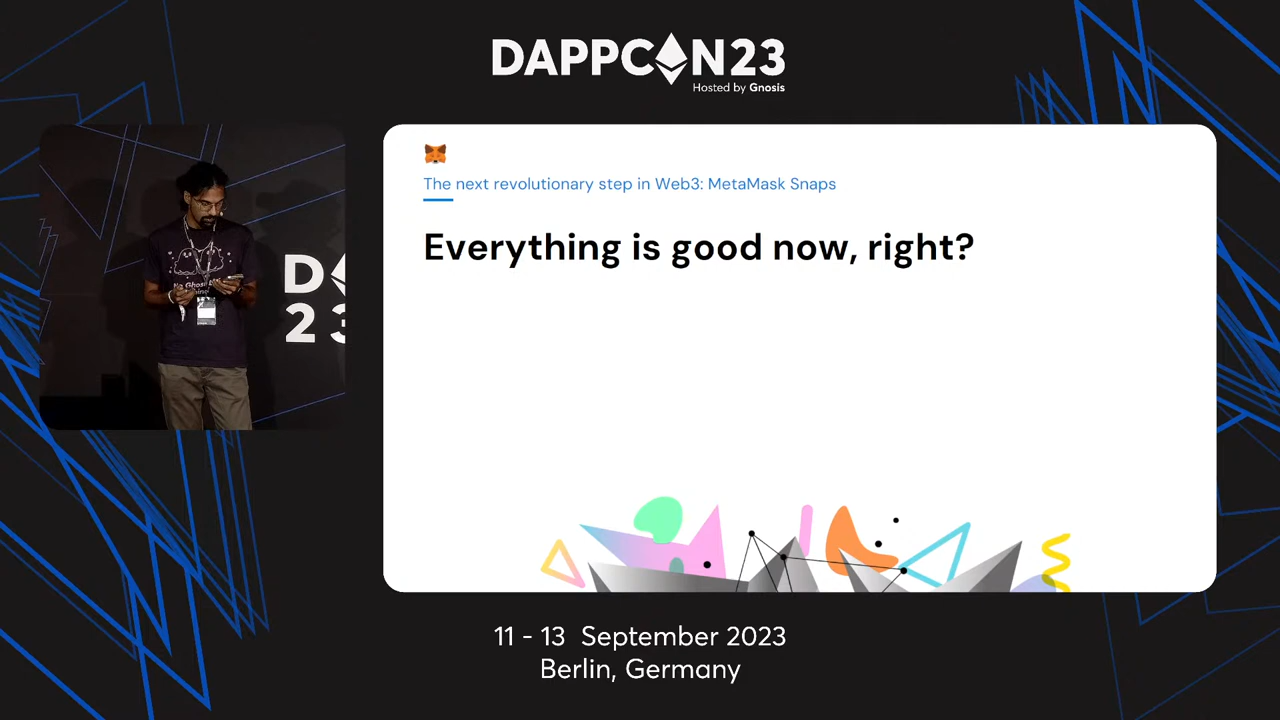 DAPPCON23
Hosted by Gnosis
The next revolutionary step in Web3: MetaMask Snaps
Everything is good now, right?
D
23
11 - 13 September 2023
Berlin, Germany